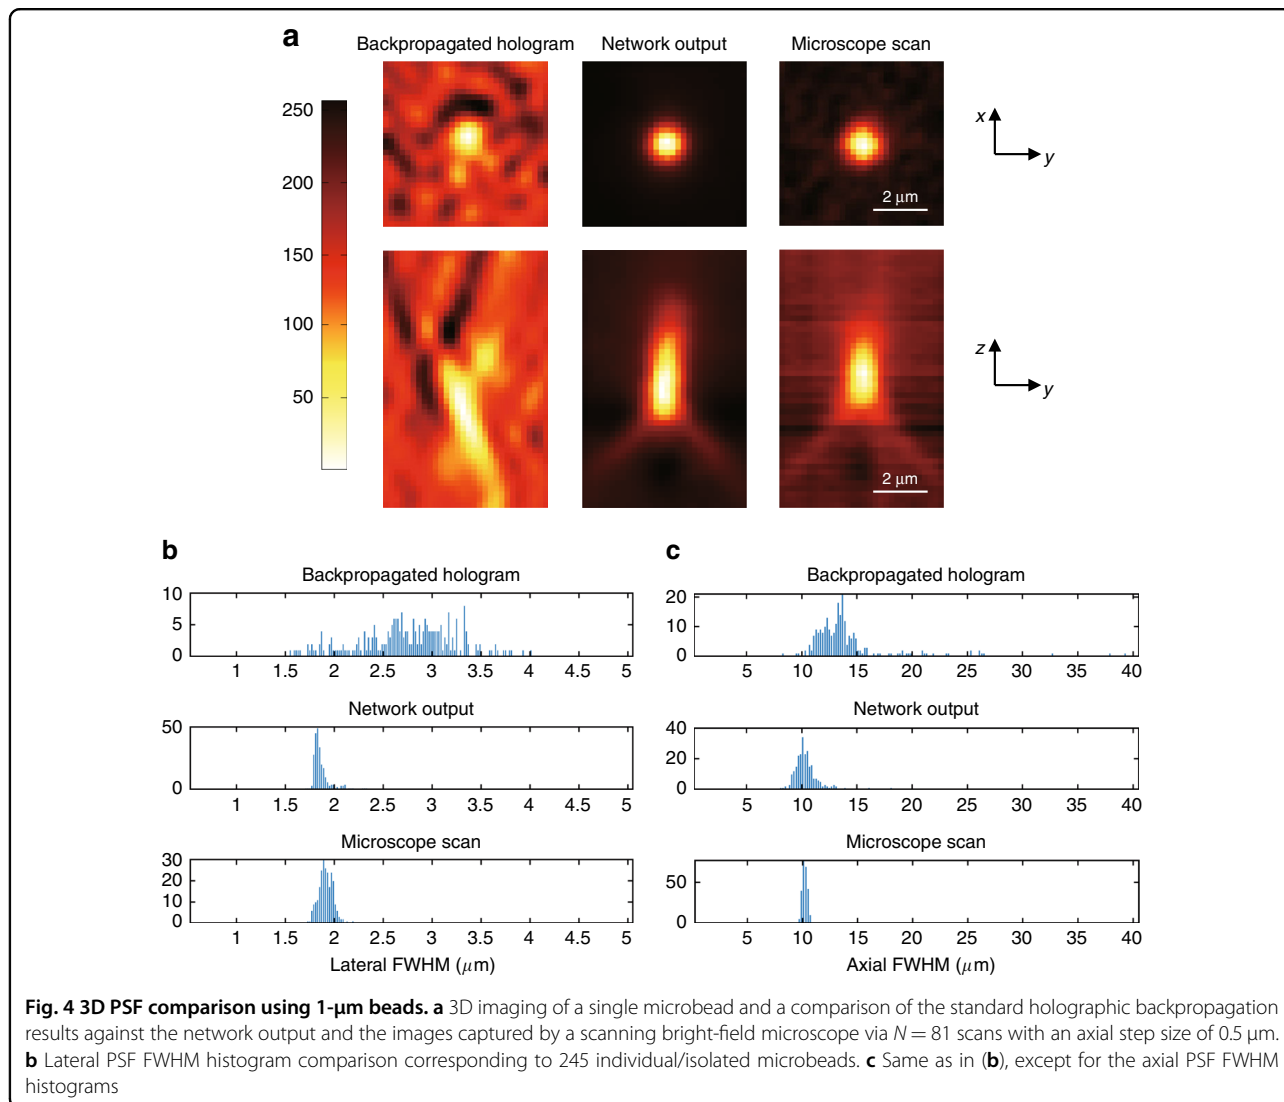 a
Backpropagated hologram Network output Microscope scan
250
200
150
100
50
x
y
2 μm
z
y
2 μm
b
Backpropagated hologram
10
5
0
1 1.5 2 2.5 3 3.5 4 4.5 5
Network output
50
0
1 1.5 2 2.5 3 3.5 4 4.5 5
Microscope scan
30
20
10
0
1 1.5 2 2.5 3 3.5 4 4.5 5
Lateral FWHM (μm)
c
Backpropagated hologram
20
10
0
5 10 15 20 25 30 35 40
Network output
40
20
0
5 10 15 20 25 30 35 40
Microscope scan
50
0
5 10 15 20 25 30 35 40
Axial FWHM (μm)
Fig. 4 3D PSF comparison using 1-μm beads. a 3D imaging of a single microbead and a comparison of the standard holographic backpropagation
results against the network output and the images captured by a scanning bright-field microscope via N = 81 scans with an axial step size of 0.5 μm.
b Lateral PSF FWHM histogram comparison corresponding to 245 individual/isolated microbeads. c Same as in (b), except for the axial PSF FWHM
histograms